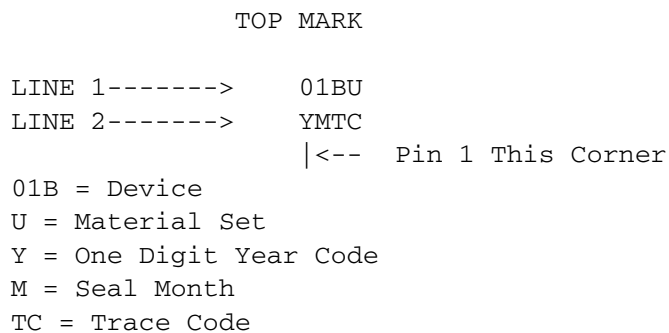 TOP MARK
LINE 1-------> 01BU
LINE 2-------> YMTC
|<-- Pin 1 This Corner
01B = Device
U = Material Set
Y = One Digit Year Code
M = Seal Month
TC = Trace Code